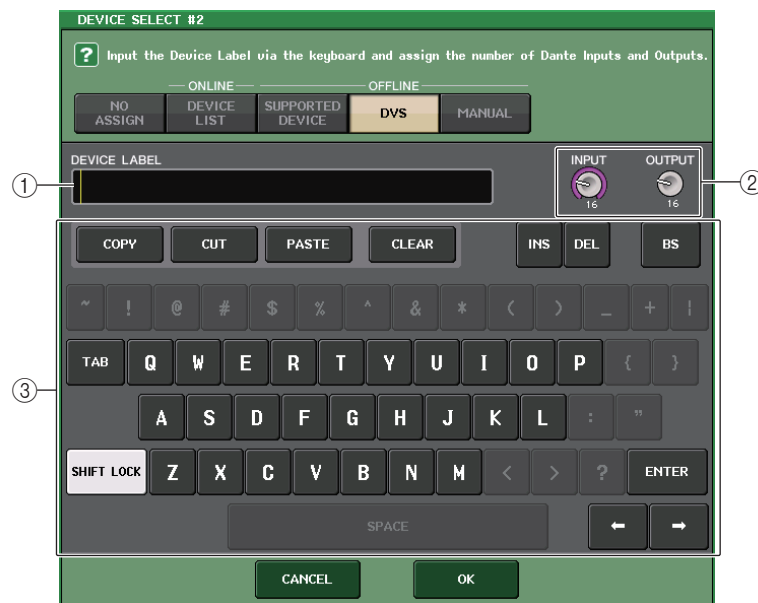 DEVICE SELECT #2
? Input the Device Label via the keyboard and assign the number of Dante Inputs and Outputs.
ONLINE OFFLINE
NO ASSIGN DEVICE LIST SUPPORTED DEVICE DVS MANUAL
DEVICE LABEL INPUT OUTPUT
① ②
16 16
COPY CUT PASTE CLEAR INS DEL BS
~ ! @ # $ % ^ & * ( ) _ + |
TAB Q W E R T Y U I O P { }
③
A S D F G H J K L : "
SHIFT LOCK Z X C V B N M < > ? ENTER
SPACE ← →
CANCEL OK